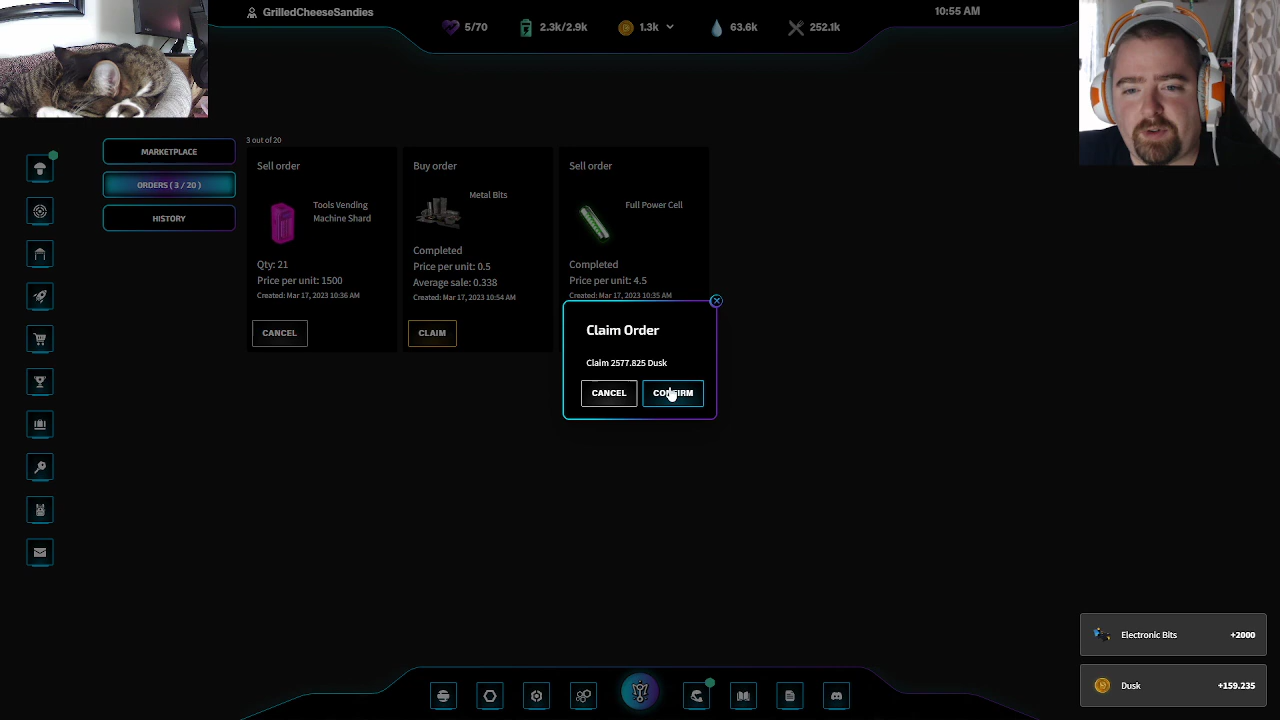 GrilledCheeseSandies
5/70
2.3k/2.9k
1.3k
63.6k
252.1k
10:55 AM
3 out of 20
MARKETPLACE
ORDERS ( 3 / 20 )
HISTORY
Sell order
Tools Vending
Machine Shard
Qty: 21
Price per unit: 1500
Created: Mar 17, 2023 10:36 AM
CANCEL
Buy order
Metal Bits
Completed
Price per unit: 0.5
Average sale: 0.338
Created: Mar 17, 2023 10:54 AM
CLAIM
Sell order
Full Power Cell
Completed
Price per unit: 4.5
Created: Mar 17, 2023 10:35 AM
Claim Order
Claim 2577.825 Dusk
CANCEL
CONFIRM
Electronic Bits
+2000
Dusk
+159.235